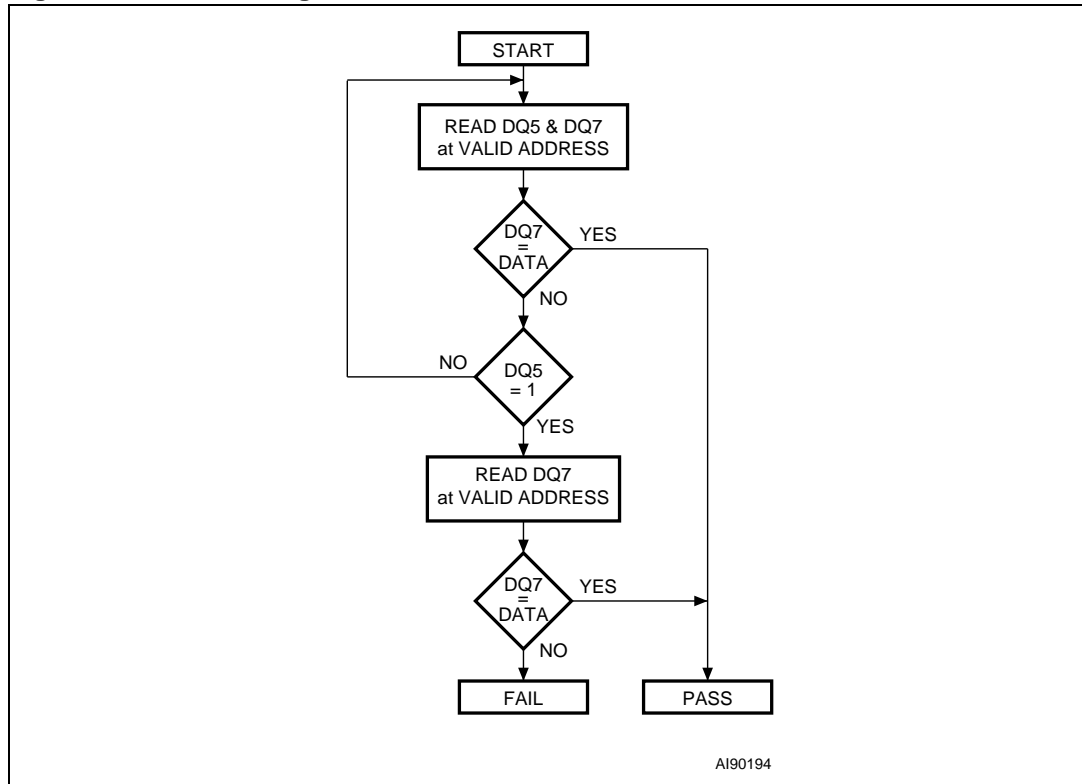 START
READ DQ5 & DQ7
at VALID ADDRESS
DQ7
=
DATA
YES
NO
DQ5
= 1
NO
YES
READ DQ7
at VALID ADDRESS
DQ7
=
DATA
YES
NO
FAIL
PASS
AI90194